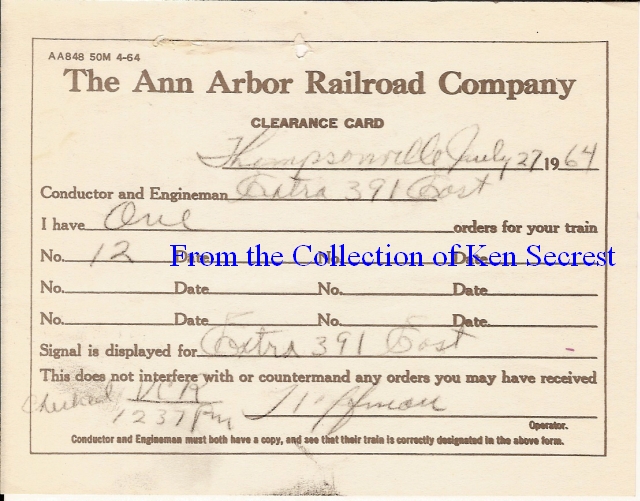 AA848 50M 4-64
The Ann Arbor Railroad Company
CLEARANCE CARD
Thompsonville July 27 1964
Conductor and Engineman Extra 391 East
I have One orders for your train
No. 12 Date No. Date
From the Collection of Ken Secrest
No. Date No. Date
No. Date No. Date
Signal is displayed for Extra 391 East
This does not interfere with or countermand any orders you may have received
Checked
1237 Pm
Operator.
Conductor and Engineman must both have a copy, and see that their train is correctly designated in the above form.